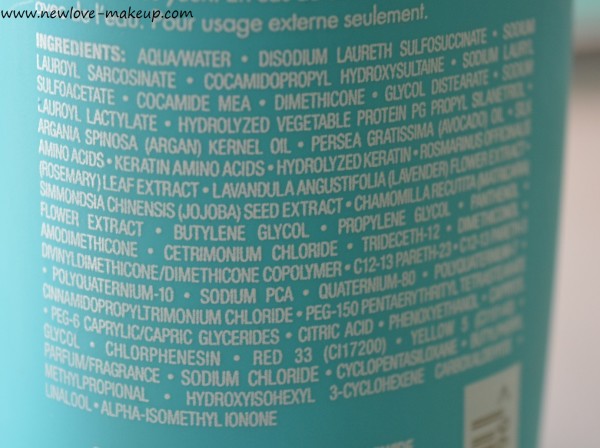 www.newlove-makeup.com
avec de l'eau. Pour usage externe seulement.
INGREDIENTS: AQUA/WATER • DISODIUM LAURETH SULFOSUCCINATE • SODIUM
LAUROYL SARCOSINATE • COCAMIDOPROPYL HYDROXYSULTAINE • SODIUM LAURYL
SULFOACETATE • COCAMIDE MEA • DIMETHICONE • GLYCOL DISTEARATE • SODIUM
LAUROYL LACTYLATE • HYDROLYZED VEGETABLE PROTEIN PG PROPYL SILANETRIOL •
ARGANIA SPINOSA (ARGAN) KERNEL OIL • PERSEA GRATISSIMA (AVOCADO) OIL • SILK
AMINO ACIDS • KERATIN AMINO ACIDS • HYDROLYZED KERATIN • ROSMARINUS OFFICINALIS
(ROSEMARY) LEAF EXTRACT • LAVANDULA ANGUSTIFOLIA (LAVENDER) FLOWER EXTRACT •
SIMMONDSIA CHINENSIS (JOJOBA) SEED EXTRACT • CHAMOMILLA RECUTITA (MATRICARIA)
FLOWER EXTRACT • BUTYLENE GLYCOL • PROPYLENE GLYCOL • PANTHENOL •
AMODIMETHICONE • CETRIMONIUM CHLORIDE • TRIDECETH-12 • DIMETHICONE
DIVINYLDIMETHICONE/DIMETHICONE COPOLYMER • C12-13 PARETH-23 • C12-13
• POLYQUATERNIUM-10 • SODIUM PCA • QUATERNIUM-80
CINNAMIDOPROPYLTRIMONIUM CHLORIDE • PEG-150 PENTAERYTHRITYL
• PEG-6 CAPRYLIC/CAPRIC GLYCERIDES • CITRIC ACID • PHENOXYETHANOL
GLYCOL • CHLORPHENESIN • RED 33 (CI17200) • YELLOW 5
PARFUM/FRAGRANCE • SODIUM CHLORIDE • CYCLOPENTASILOXANE
METHYLPROPIONAL • HYDROXYISOHEXYL 3-CYCLOHEXENE
LINALOOL • ALPHA-ISOMETHYL IONONE